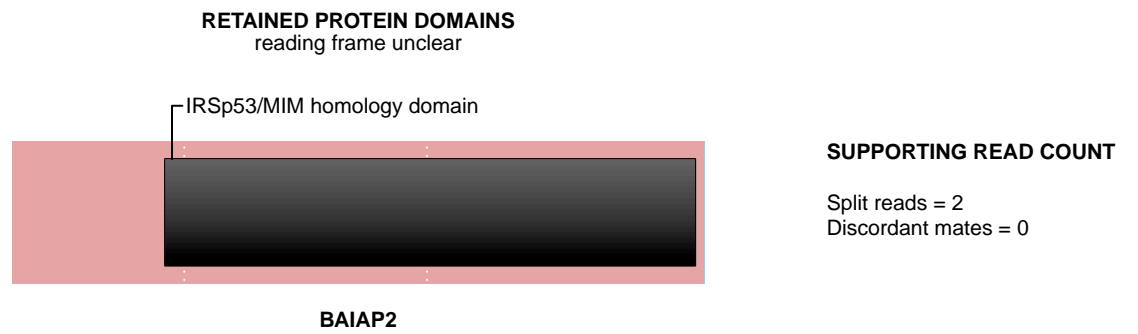 RETAINED PROTEIN DOMAINS
reading frame unclear
IRSp53/MIM homology domain
SUPPORTING READ COUNT
Split reads = 2
Discordant mates = 0
BAIAP2